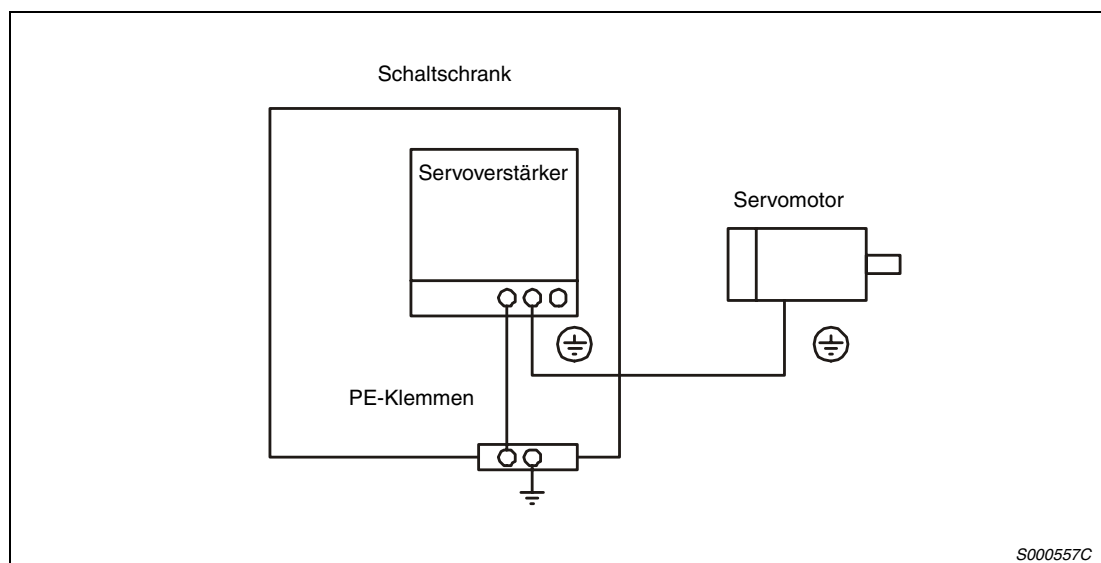 Schaltschrank
Servoverstärker
Servomotor
PE-Klemmen
S000557C